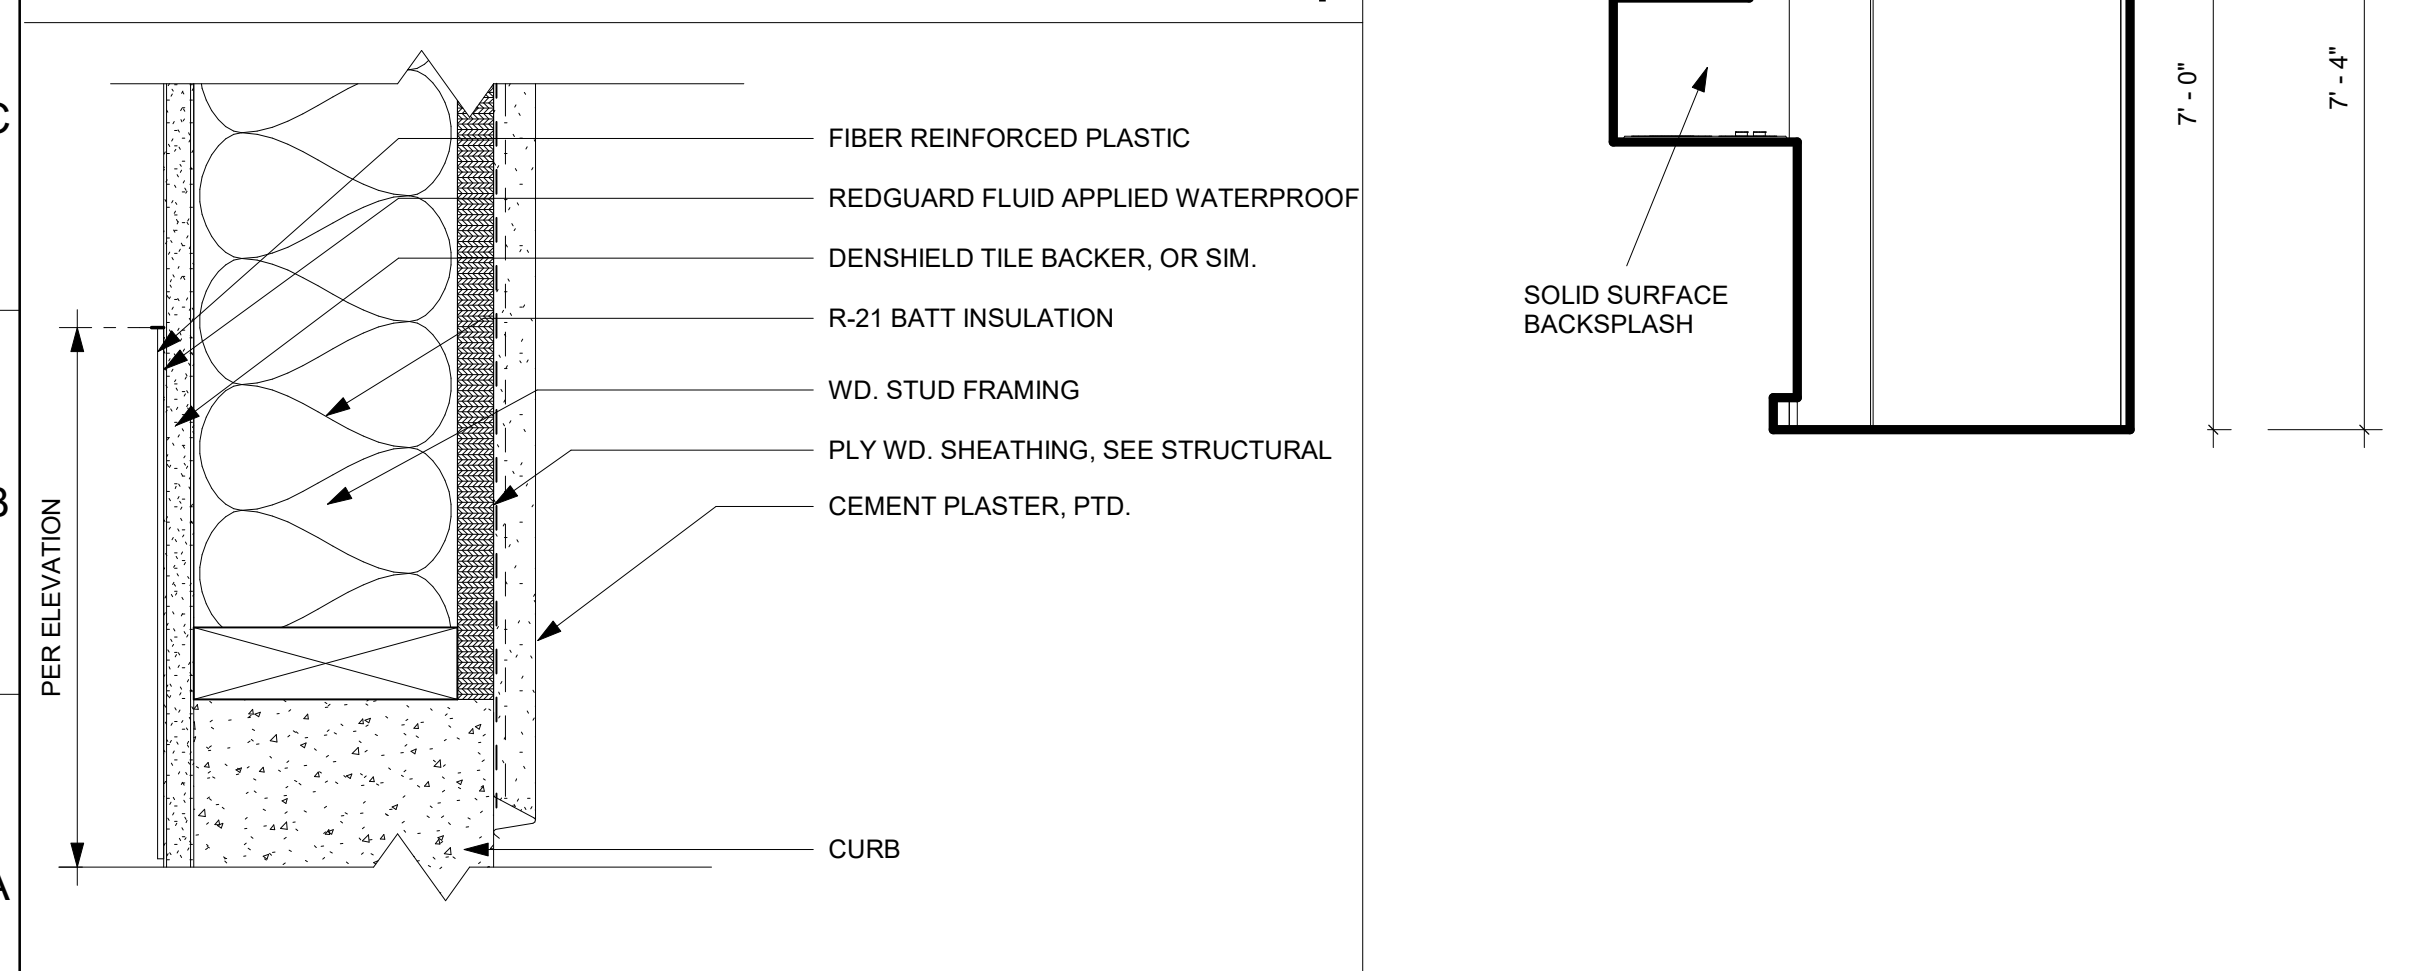 C
B
A
FIBER REINFORCED PLASTIC
REDGUARD FLUID APPLIED WATERPROOF
DENSHIELD TILE BACKER, OR SIM.
R-21 BATT INSULATION
WD. STUD FRAMING
PLY WD. SHEATHING, SEE STRUCTURAL
CEMENT PLASTER, PTD.
CURB
PER ELEVATION
SOLID SURFACE
BACKSPLASH
7' - 0"
7' - 4"